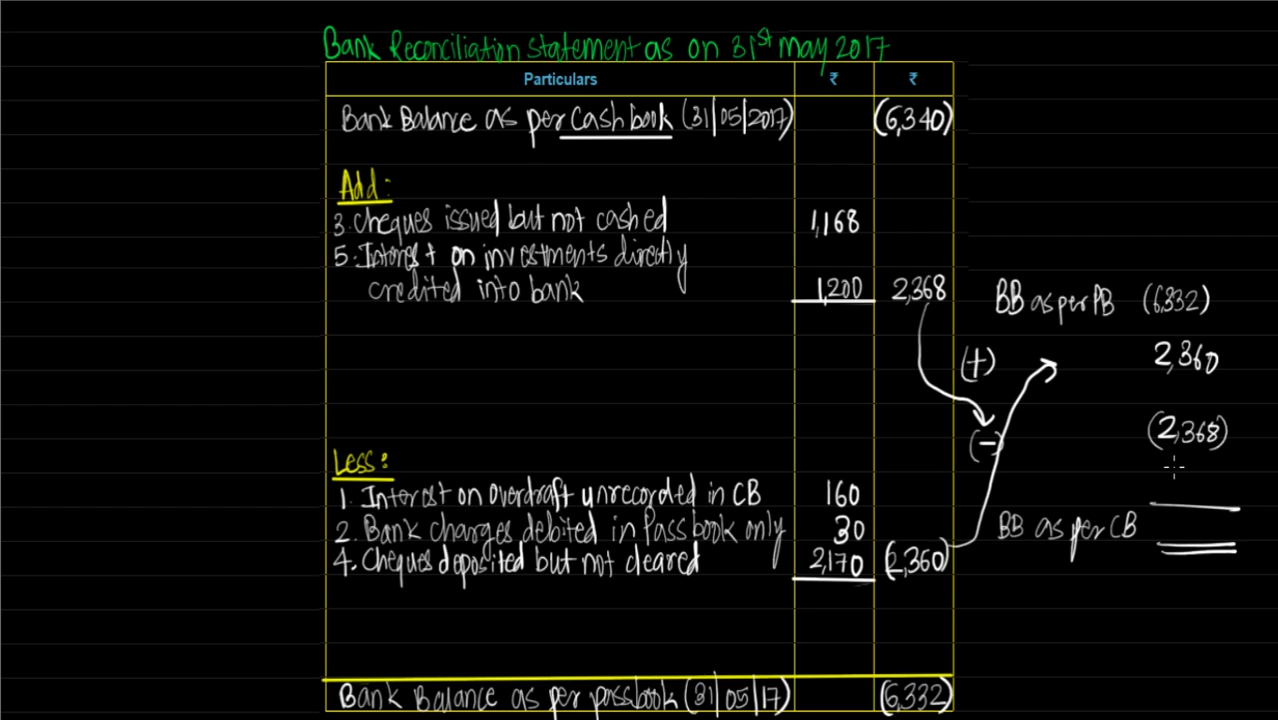 Bank Reconciliation Statement as on 31st may 2017
Particulars ₹ ₹
Bank Balance as per cash book (31/05/2017) (6,340)
Add:
3. Cheques issued but not cashed 1,168
5. Interest on investments directly
credited into bank 1,200 2,368
BB as per PB (6,332)
(+) 2,360
(-) (2,368)
Less:
1. Interest on overdraft unrecorded in CB 160
2. Bank charges debited in Passbook only 30
BB as per CB
4. Cheques deposited but not cleared 2,170 (2,360)
Bank Balance as per passbook (31/05/17) (6,332)